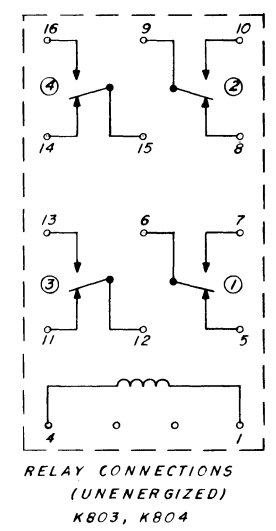 16 9 10
④ ②
14 15 8
13 6 7
③ ①
11 12 5
4 1
RELAY CONNECTIONS
(UNENERGIZED)
K803, K804